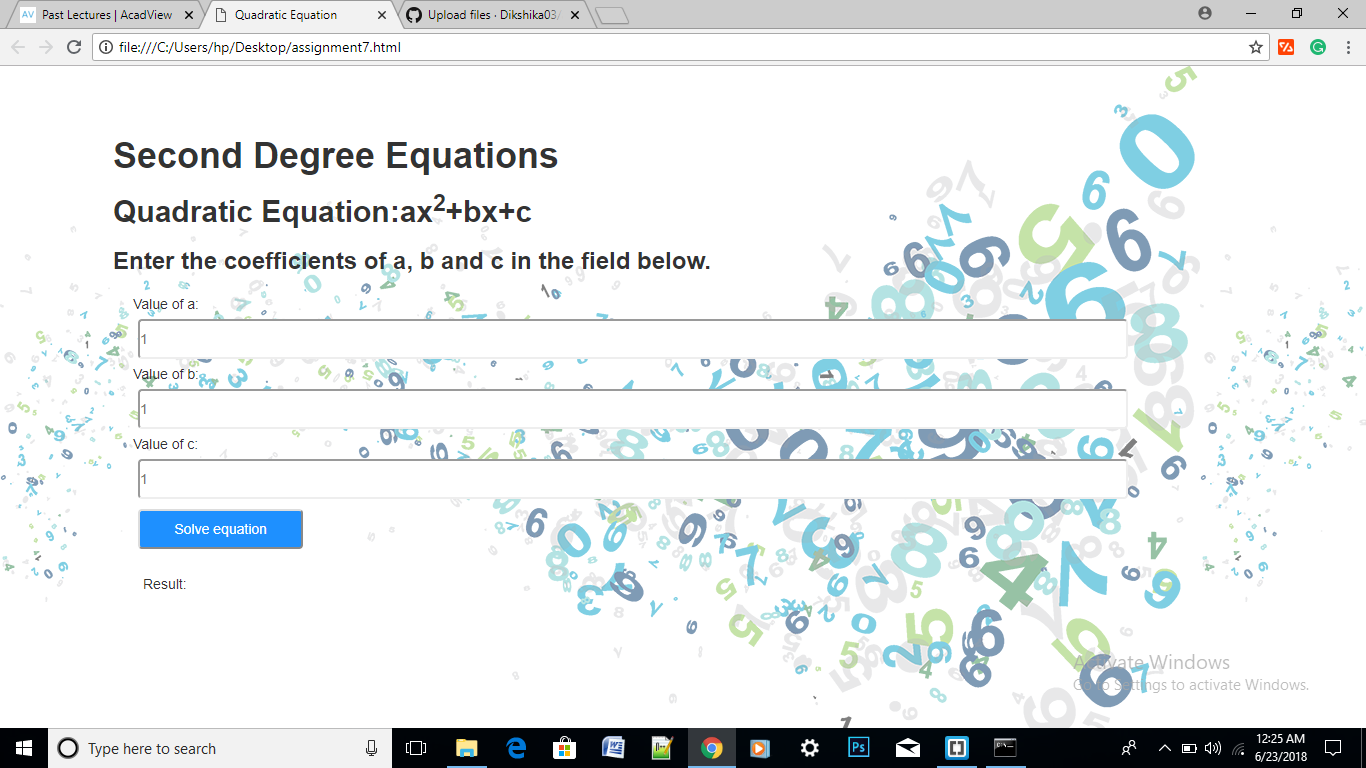 AV Past Lectures | AcadView
Quadratic Equation
Upload files · Dikshika03/
file:///C:/Users/hp/Desktop/assignment7.html
Second Degree Equations
Quadratic Equation:ax²+bx+c
Enter the coefficients of a, b and c in the field below.
Value of a:
1
Value of b:
1
Value of c:
1
Solve equation
Result:
Activate Windows
Go to Settings to activate Windows.
Type here to search
12:25 AM
6/23/2018